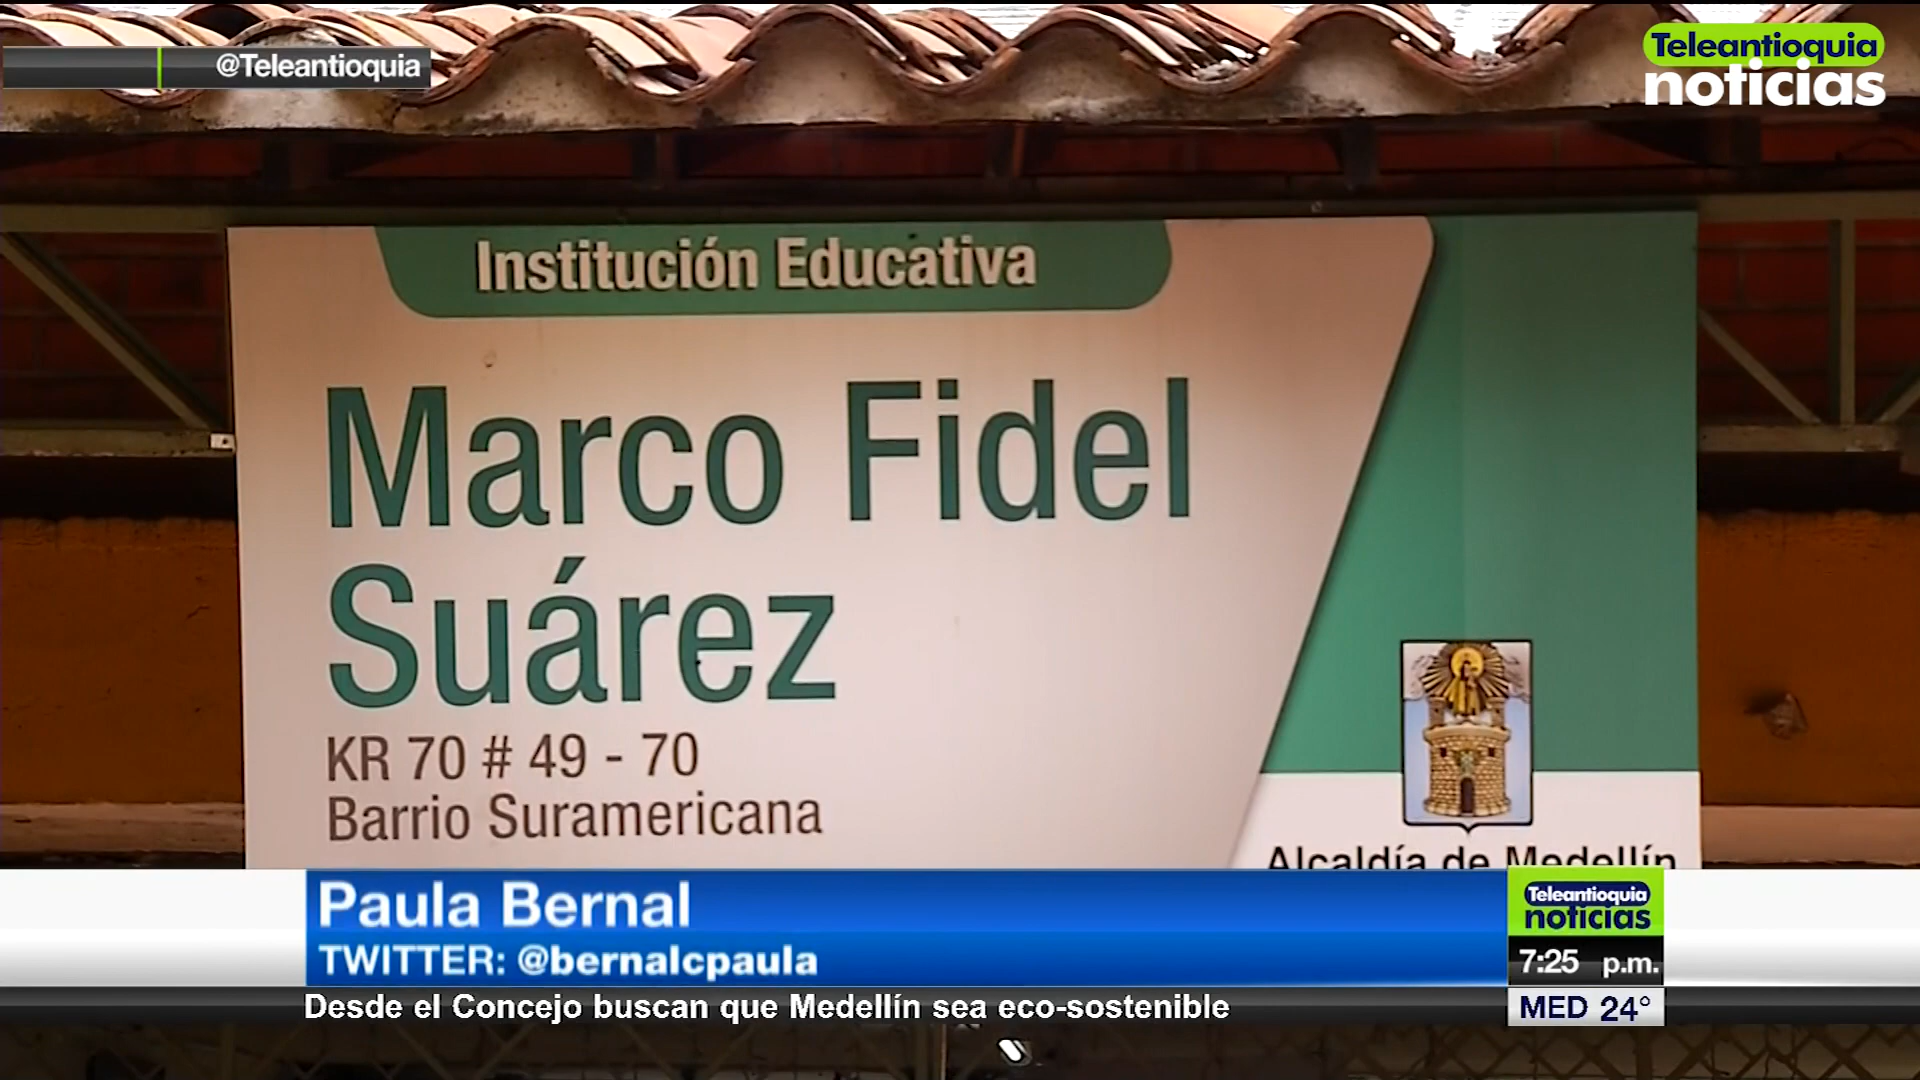 @Teleantioquia
Teleantioquia
noticias
Institución Educativa
Marco Fidel
Suárez
KR 70 # 49 - 70
Barrio Suramericana
Alcaldía de Medellín
Paula Bernal
TWITTER: @bernalcpaula
Teleantioquia
noticias
7:25 p.m.
Desde el Concejo buscan que Medellín sea eco-sostenible
MED 24°